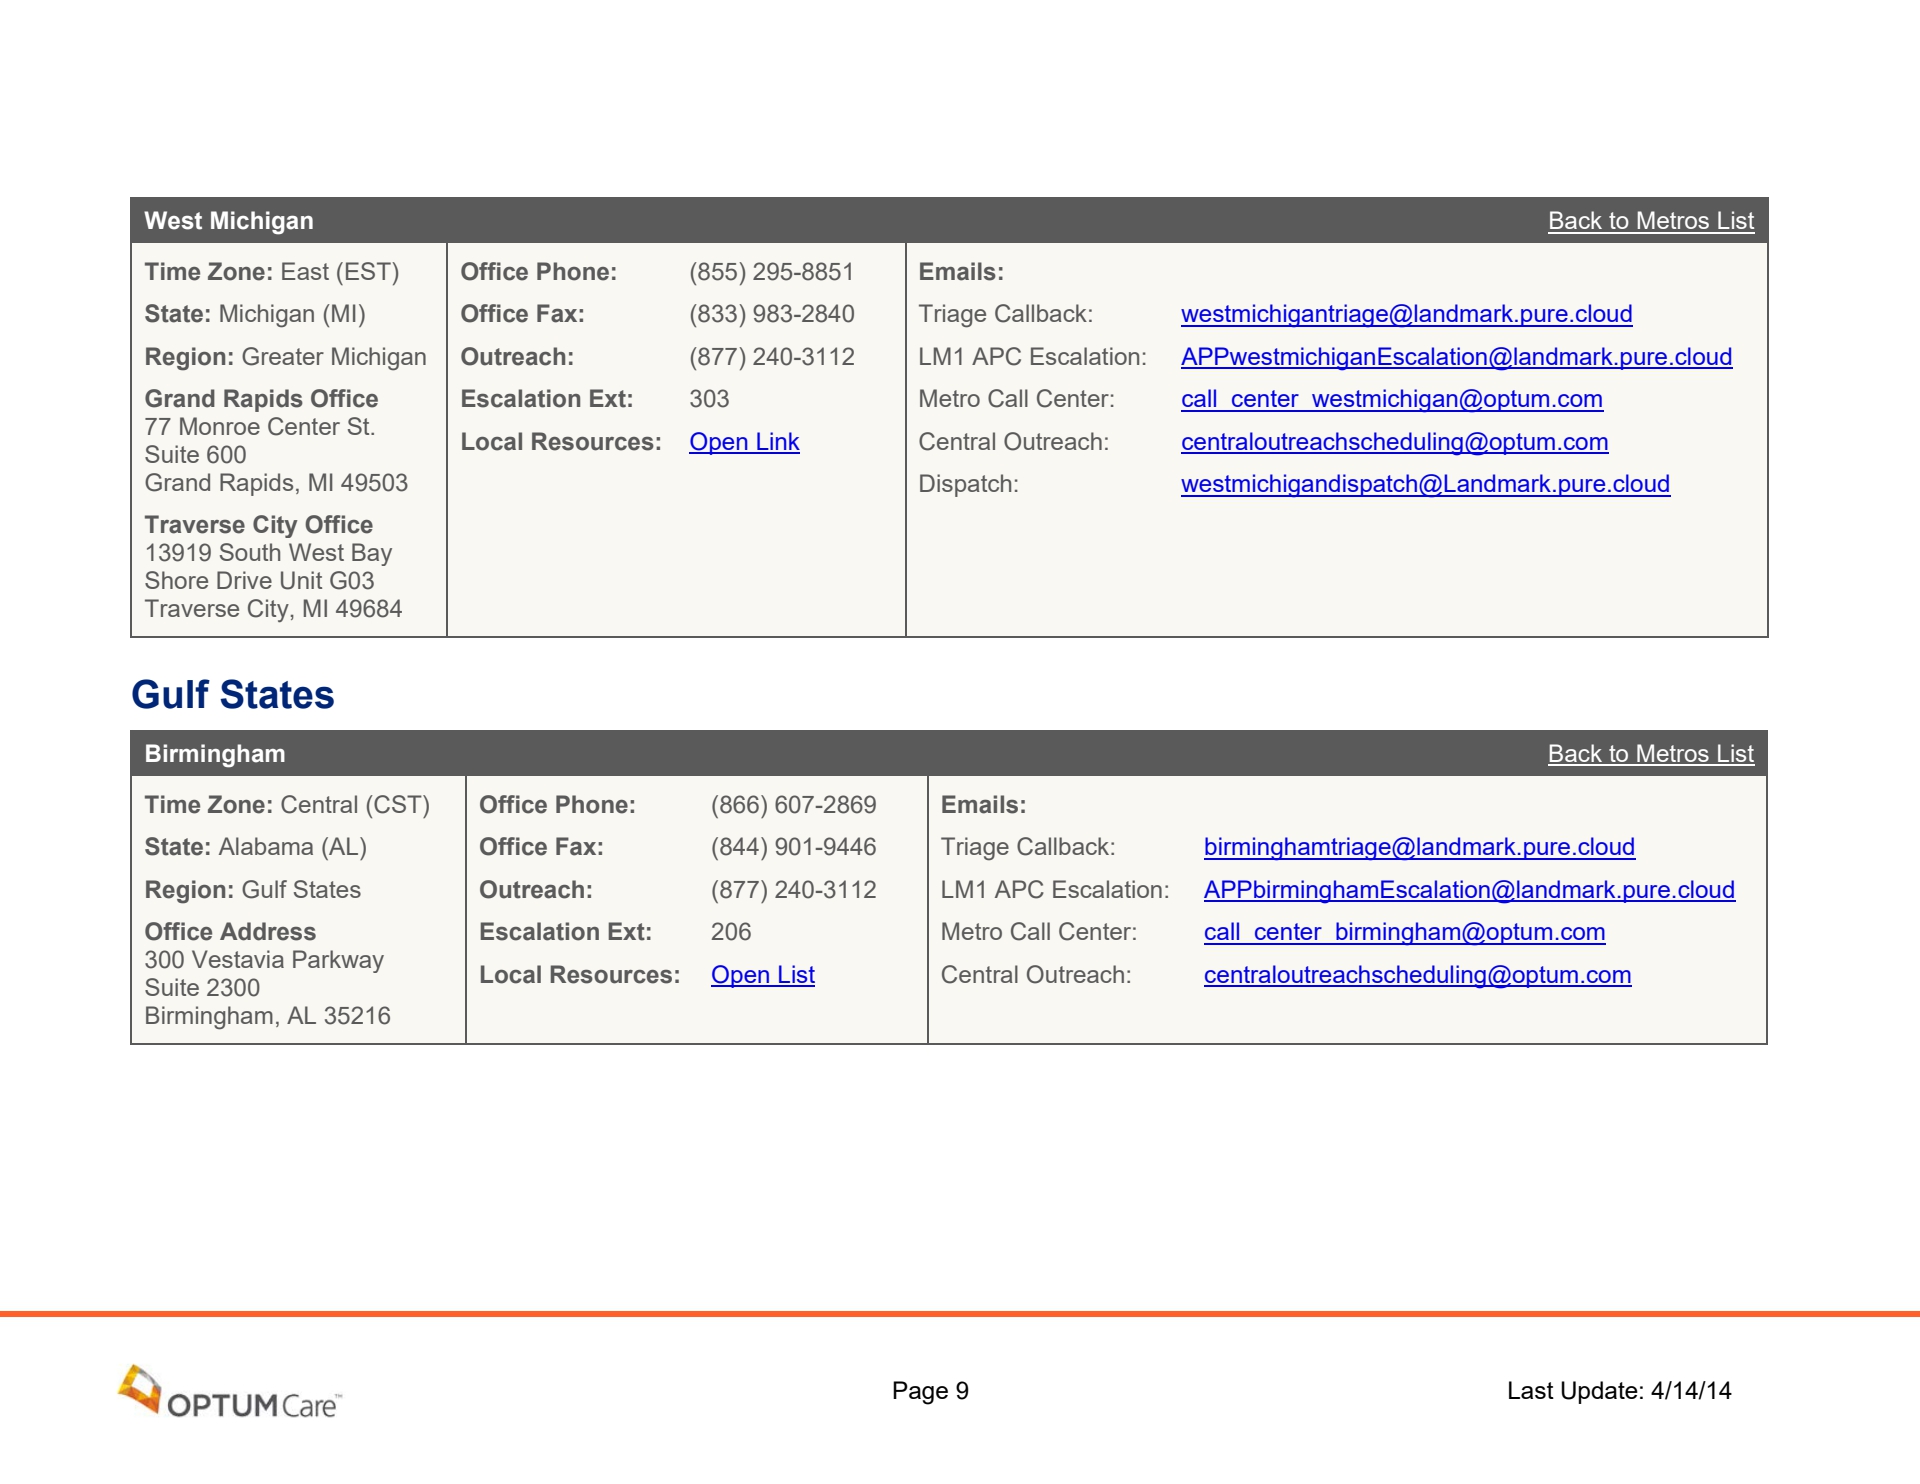 West Michigan Back to Metros List
Time Zone: East (EST)
State: Michigan (MI)
Region: Greater Michigan
Grand Rapids Office
77 Monroe Center St.
Suite 600
Grand Rapids, MI 49503
Traverse City Office
13919 South West Bay
Shore Drive Unit G03
Traverse City, MI 49684
Office Phone: (855) 295-8851
Office Fax: (833) 983-2840
Outreach: (877) 240-3112
Escalation Ext: 303
Local Resources: Open Link
Emails:
Triage Callback: westmichigantriage@landmark.pure.cloud
LM1 APC Escalation: APPwestmichiganEscalation@landmark.pure.cloud
Metro Call Center: call_center_westmichigan@optum.com
Central Outreach: centraloutreachscheduling@optum.com
Dispatch: westmichigandispatch@Landmark.pure.cloud
Gulf States
Birmingham Back to Metros List
Time Zone: Central (CST)
State: Alabama (AL)
Region: Gulf States
Office Address
300 Vestavia Parkway
Suite 2300
Birmingham, AL 35216
Office Phone: (866) 607-2869
Office Fax: (844) 901-9446
Outreach: (877) 240-3112
Escalation Ext: 206
Local Resources: Open List
Emails:
Triage Callback: birminghamtriage@landmark.pure.cloud
LM1 APC Escalation: APPbirminghamEscalation@landmark.pure.cloud
Metro Call Center: call_center_birmingham@optum.com
Central Outreach: centraloutreachscheduling@optum.com
OPTUM Care™ Page 9 Last Update: 4/14/14